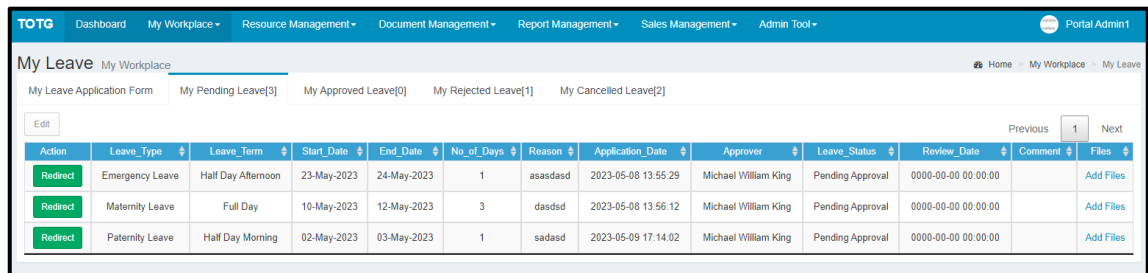 TOTG Dashboard My Workplace Resource Management Document Management Report Management Sales Management Admin Tool Portal Admin1
My Leave My Workplace Home > My Workplace > My Leave
My Leave Application Form My Pending Leave[3] My Approved Leave[0] My Rejected Leave[1] My Cancelled Leave[2]
Edit Previous 1 Next
Action Leave_Type Leave_Term Start_Date End_Date No_of_Days Reason Application_Date Approver Leave_Status Review_Date Comment Files
Redirect Emergency Leave Half Day Afternoon 23-May-2023 24-May-2023 1 asasdasd 2023-05-08 13:55:29 Michael William King Pending Approval 0000-00-00 00:00:00 Add Files
Redirect Maternity Leave Full Day 10-May-2023 12-May-2023 3 dasdsd 2023-05-08 13:56:12 Michael William King Pending Approval 0000-00-00 00:00:00 Add Files
Redirect Paternity Leave Half Day Morning 02-May-2023 03-May-2023 1 sadasd 2023-05-09 17:14:02 Michael William King Pending Approval 0000-00-00 00:00:00 Add Files